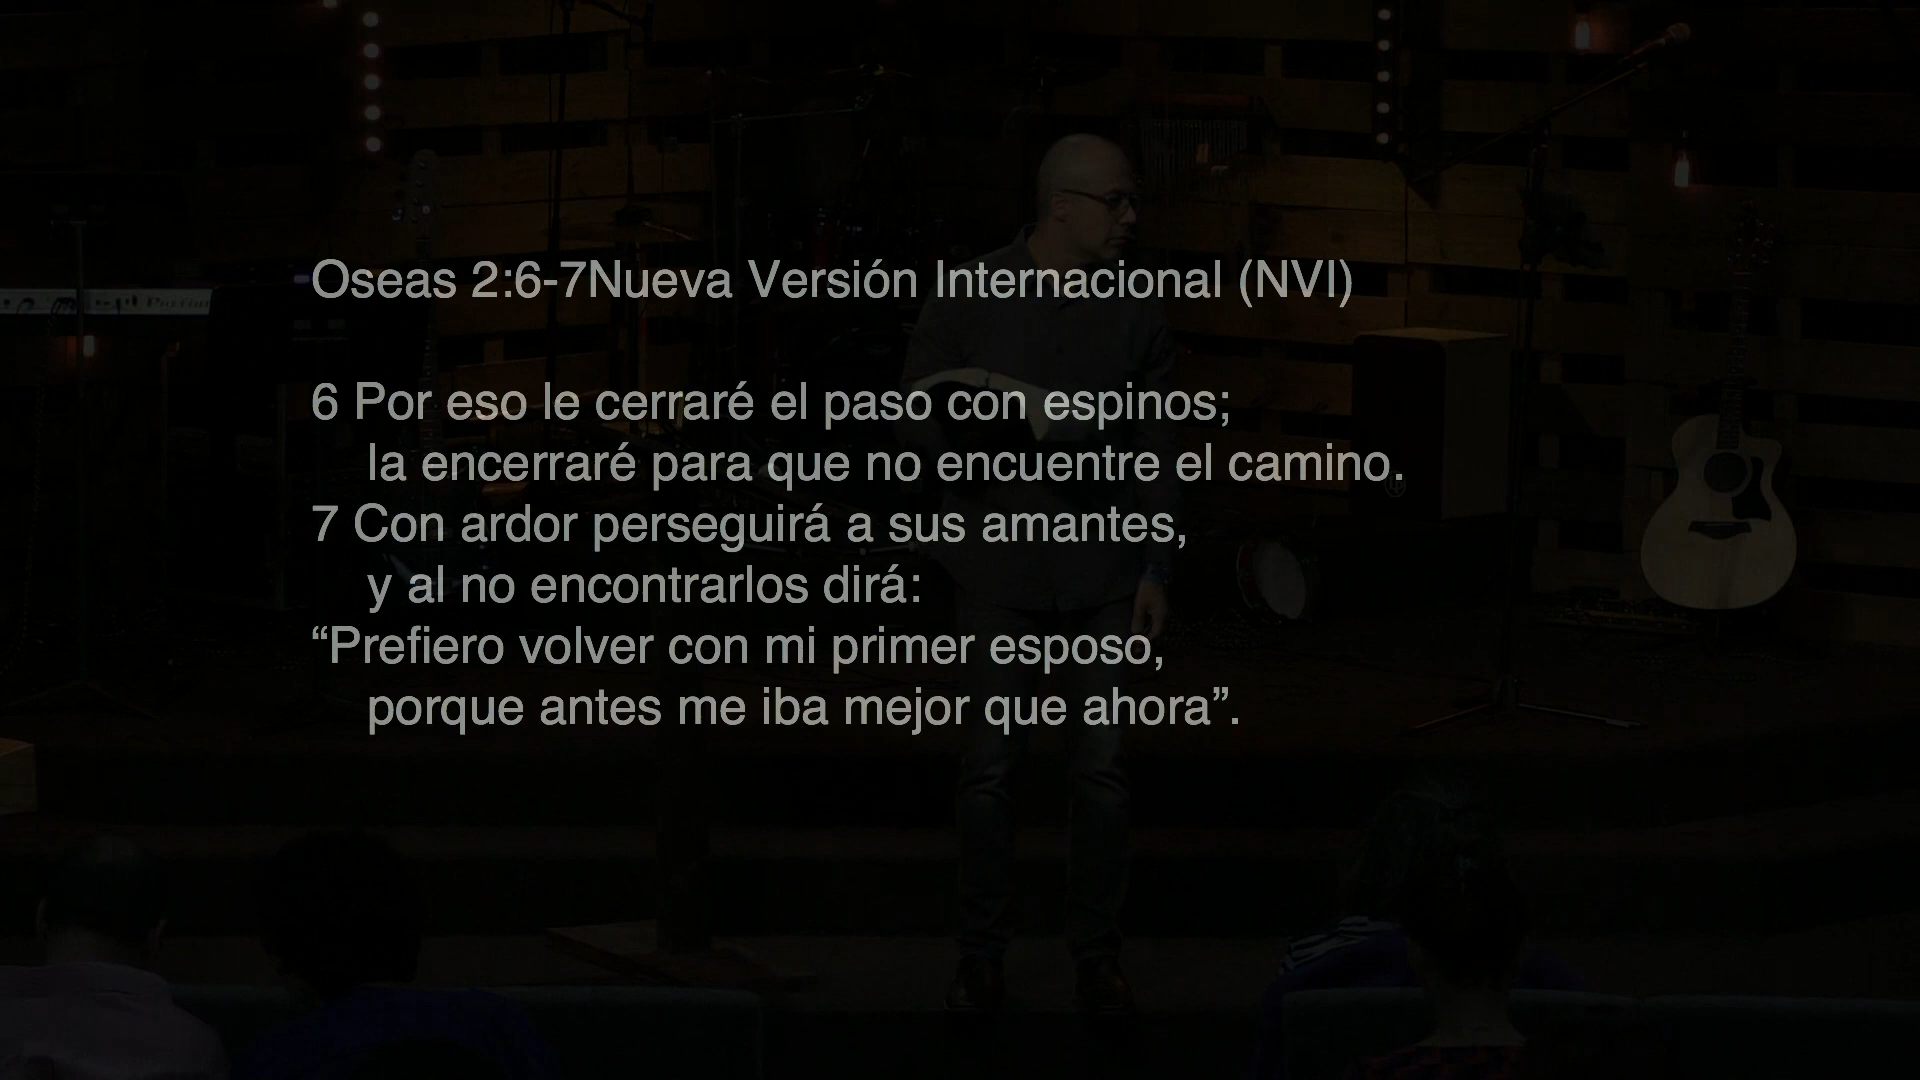 Oseas 2:6-7Nueva Versión Internacional (NVI)
6 Por eso le cerraré el paso con espinos;
la encerraré para que no encuentre el camino.
7 Con ardor perseguirá a sus amantes,
y al no encontrarlos dirá:
“Prefiero volver con mi primer esposo,
porque antes me iba mejor que ahora”.